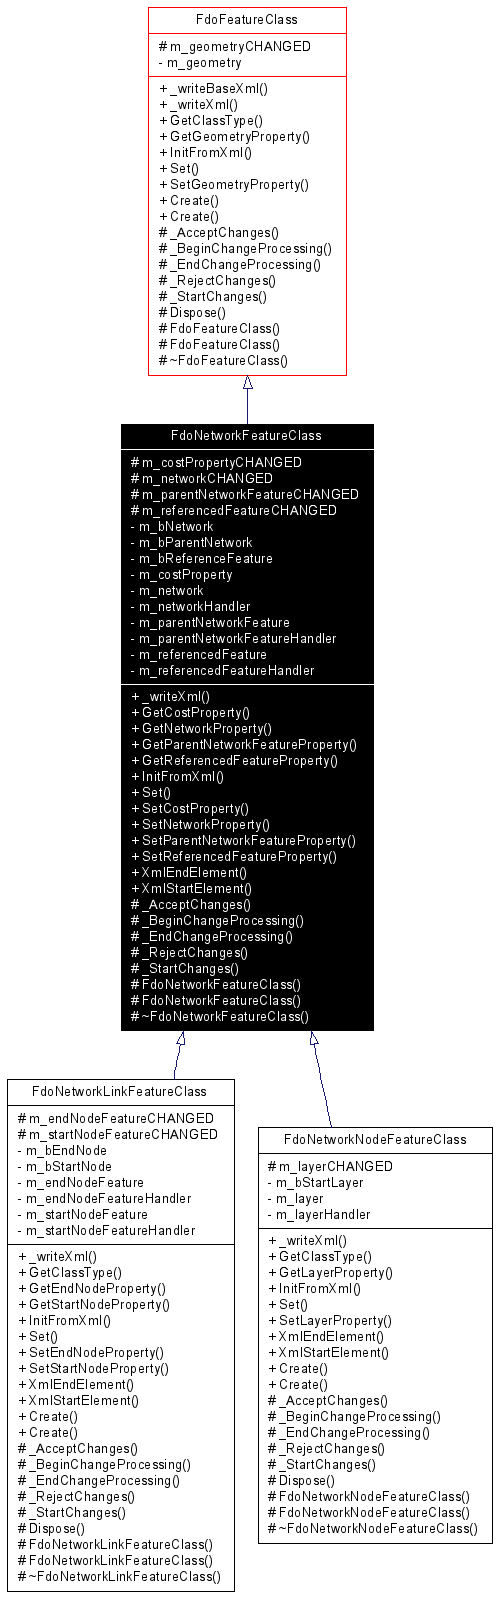 FdoFeatureClass
# m_geometryCHANGED
- m_geometry
+ _writeBaseXml()
+ _writeXml()
+ GetClassType()
+ GetGeometryProperty()
+ InitFromXml()
+ Set()
+ SetGeometryProperty()
+ Create()
+ Create()
# _AcceptChanges()
# _BeginChangeProcessing()
# _EndChangeProcessing()
# _RejectChanges()
# _StartChanges()
# Dispose()
# FdoFeatureClass()
# FdoFeatureClass()
# ~FdoFeatureClass()
FdoNetworkFeatureClass
# m_costPropertyCHANGED
# m_networkCHANGED
# m_parentNetworkFeatureCHANGED
# m_referencedFeatureCHANGED
- m_bNetwork
- m_bParentNetwork
- m_bReferenceFeature
- m_costProperty
- m_network
- m_networkHandler
- m_parentNetworkFeature
- m_parentNetworkFeatureHandler
- m_referencedFeature
- m_referencedFeatureHandler
+ _writeXml()
+ GetCostProperty()
+ GetNetworkProperty()
+ GetParentNetworkFeatureProperty()
+ GetReferencedFeatureProperty()
+ InitFromXml()
+ Set()
+ SetCostProperty()
+ SetNetworkProperty()
+ SetParentNetworkFeatureProperty()
+ SetReferencedFeatureProperty()
+ XmlEndElement()
+ XmlStartElement()
# _AcceptChanges()
# _BeginChangeProcessing()
# _EndChangeProcessing()
# _RejectChanges()
# _StartChanges()
# FdoNetworkFeatureClass()
# FdoNetworkFeatureClass()
# ~FdoNetworkFeatureClass()
FdoNetworkLinkFeatureClass
# m_endNodeFeatureCHANGED
# m_startNodeFeatureCHANGED
- m_bEndNode
- m_bStartNode
- m_endNodeFeature
- m_endNodeFeatureHandler
- m_startNodeFeature
- m_startNodeFeatureHandler
+ _writeXml()
+ GetClassType()
+ GetEndNodeProperty()
+ GetStartNodeProperty()
+ InitFromXml()
+ Set()
+ SetEndNodeProperty()
+ SetStartNodeProperty()
+ XmlEndElement()
+ XmlStartElement()
+ Create()
+ Create()
# _AcceptChanges()
# _BeginChangeProcessing()
# _EndChangeProcessing()
# _RejectChanges()
# _StartChanges()
# Dispose()
# FdoNetworkLinkFeatureClass()
# FdoNetworkLinkFeatureClass()
# ~FdoNetworkLinkFeatureClass()
FdoNetworkNodeFeatureClass
# m_layerCHANGED
- m_bStartLayer
- m_layer
- m_layerHandler
+ _writeXml()
+ GetClassType()
+ GetLayerProperty()
+ InitFromXml()
+ Set()
+ SetLayerProperty()
+ XmlEndElement()
+ XmlStartElement()
+ Create()
+ Create()
# _AcceptChanges()
# _BeginChangeProcessing()
# _EndChangeProcessing()
# _RejectChanges()
# _StartChanges()
# Dispose()
# FdoNetworkNodeFeatureClass()
# FdoNetworkNodeFeatureClass()
# ~FdoNetworkNodeFeatureClass()